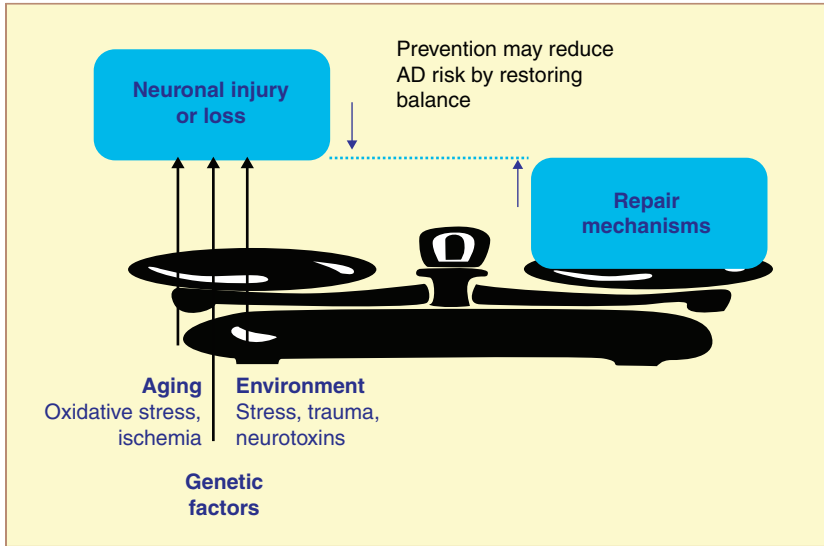 Prevention may reduce
AD risk by restoring
balance
Neuronal injury
or loss
Repair
mechanisms
Aging
Oxidative stress,
ischemia
Environment
Stress, trauma,
neurotoxins
Genetic
factors